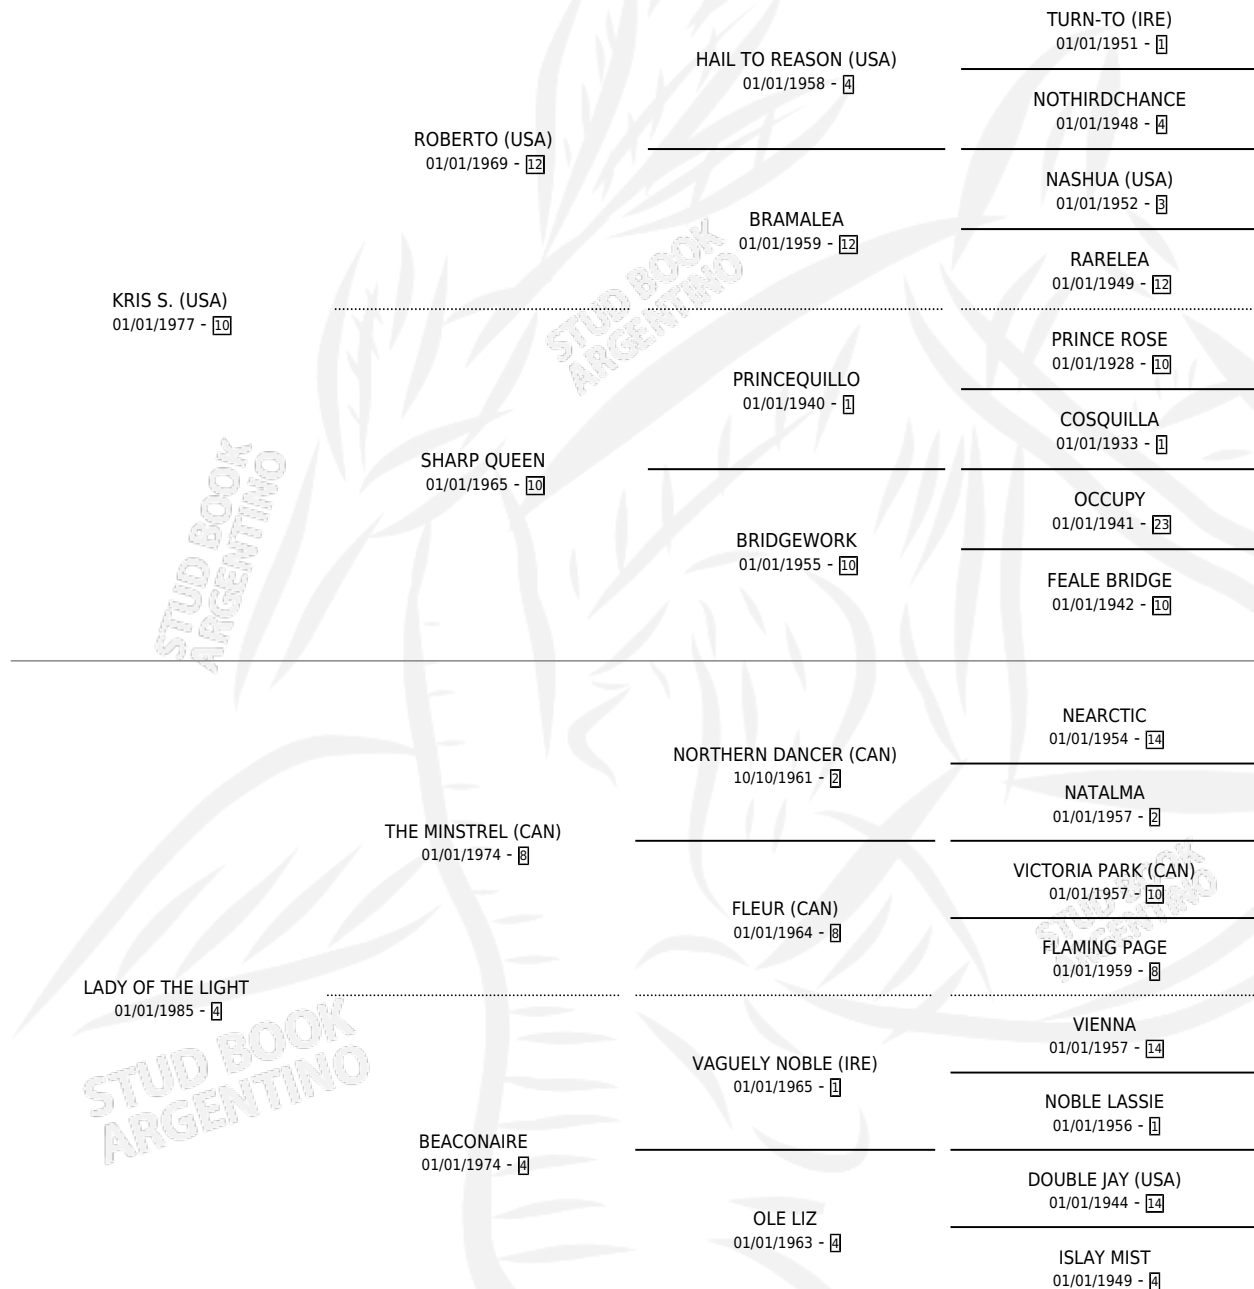 TURN-TO (IRE)
01/01/1951 - 1
HAIL TO REASON (USA)
01/01/1958 - 4
NOTHIRDCHANCE
01/01/1948 - 4
ROBERTO (USA)
01/01/1969 - 12
NASHUA (USA)
01/01/1952 - 3
BRAMALEA
01/01/1959 - 12
RARELEA
01/01/1949 - 12
KRIS S. (USA)
01/01/1977 - 10
PRINCE ROSE
01/01/1928 - 10
PRINCEQUILLO
01/01/1940 - 1
COSQUILLA
01/01/1933 - 1
SHARP QUEEN
01/01/1965 - 10
OCCUPY
01/01/1941 - 23
BRIDGEWORK
01/01/1955 - 10
FEALE BRIDGE
01/01/1942 - 10
NEARCTIC
01/01/1954 - 14
NORTHERN DANCER (CAN)
10/10/1961 - 2
NATALMA
01/01/1957 - 2
THE MINSTREL (CAN)
01/01/1974 - 8
VICTORIA PARK (CAN)
01/01/1957 - 10
FLEUR (CAN)
01/01/1964 - 8
FLAMING PAGE
01/01/1959 - 8
LADY OF THE LIGHT
01/01/1985 - 4
VIENNA
01/01/1957 - 14
VAGUELY NOBLE (IRE)
01/01/1965 - 1
NOBLE LASSIE
01/01/1956 - 1
BEACONAIRE
01/01/1974 - 4
DOUBLE JAY (USA)
01/01/1944 - 14
OLE LIZ
01/01/1963 - 4
ISLAY MIST
01/01/1949 - 4
STUD BOOK
ARGENTINO
STUD BOOK
ARGENTINO
STUD BOOK
ARGENTINO
STUD BOOK
ARGENTINO